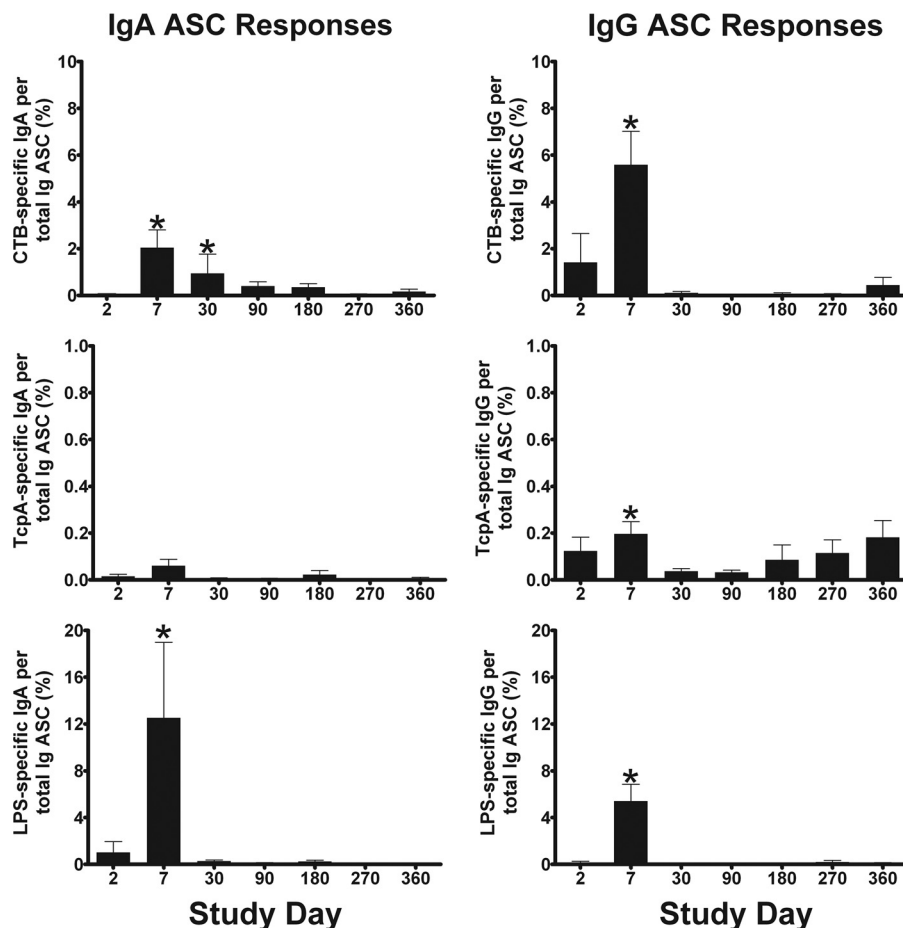 IgA ASC Responses
IgG ASC Responses
CTB-specific IgA per
total Ig ASC (%)
10
8
6
4
2
0
*
*
2 7 30 90 180 270 360
CTB-specific IgG per
total Ig ASC (%)
10
8
6
4
2
0
*
2 7 30 90 180 270 360
TcpA-specific IgA per
total Ig ASC (%)
1.0
0.8
0.6
0.4
0.2
0.0
2 7 30 90 180 270 360
TcpA-specific IgG per
total Ig ASC (%)
1.0
0.8
0.6
0.4
0.2
0.0
*
2 7 30 90 180 270 360
LPS-specific IgA per
total Ig ASC (%)
20
16
12
8
4
0
*
2 7 30 90 180 270 360
Study Day
LPS-specific IgG per
total Ig ASC (%)
20
16
12
8
4
0
*
2 7 30 90 180 270 360
Study Day